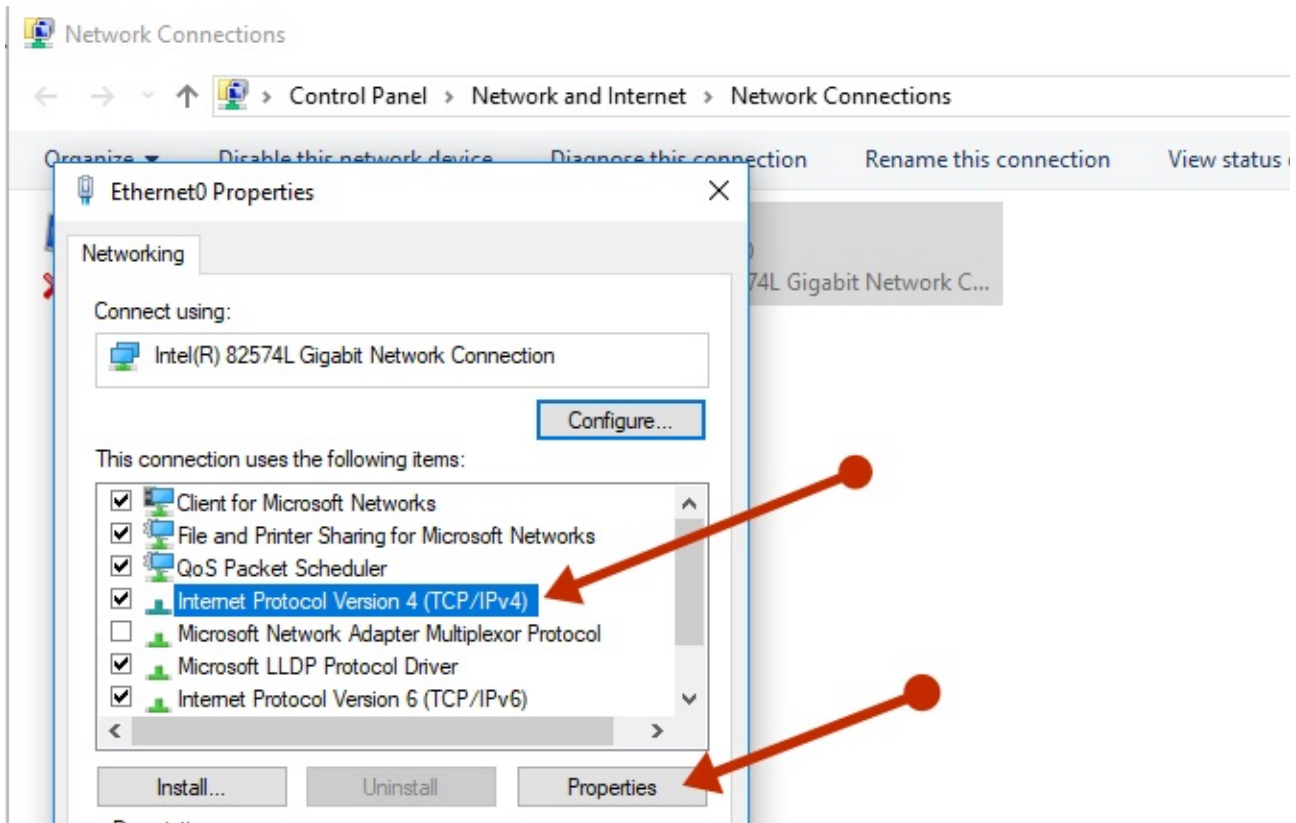 Network Connections
Control Panel > Network and Internet > Network Connections
Organize Disable this network device Diagnose this connection Rename this connection View status
Ethernet0 Properties
Networking
74L Gigabit Network C...
Connect using:
Intel(R) 82574L Gigabit Network Connection
Configure...
This connection uses the following items:
Client for Microsoft Networks
File and Printer Sharing for Microsoft Networks
QoS Packet Scheduler
Internet Protocol Version 4 (TCP/IPv4)
Microsoft Network Adapter Multiplexor Protocol
Microsoft LLDP Protocol Driver
Internet Protocol Version 6 (TCP/IPv6)
Install... Uninstall Properties